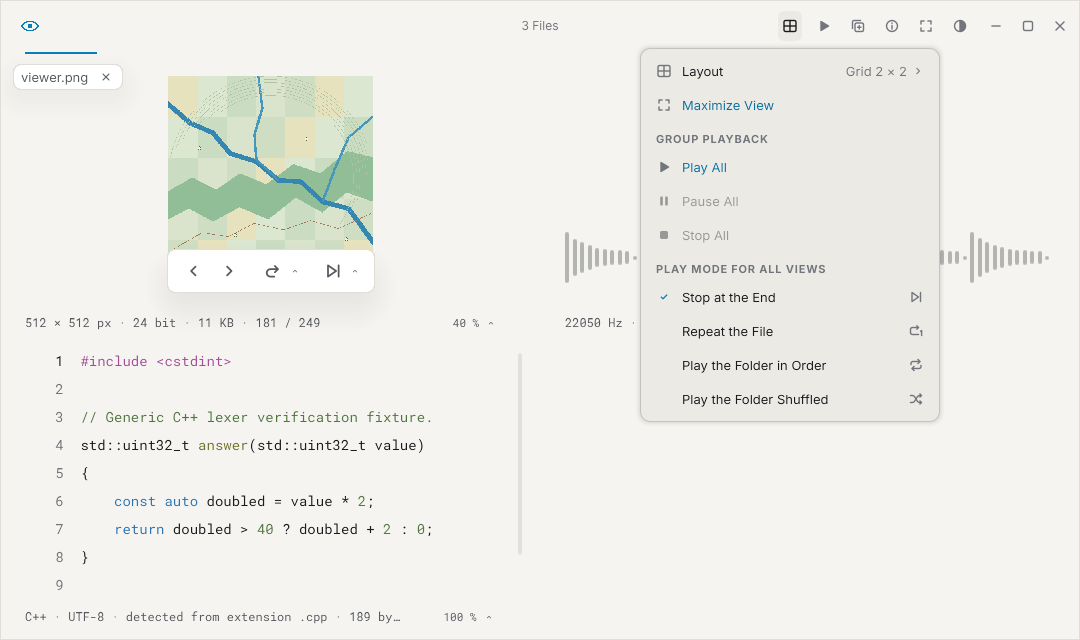 3 Files
viewer.png
Layout
Grid 2 × 2
Maximize View
GROUP PLAYBACK
Play All
Pause All
Stop All
PLAY MODE FOR ALL VIEWS
Stop at the End
Repeat the File
Play the Folder in Order
Play the Folder Shuffled
512 × 512 px · 24 bit · 11 KB · 181 / 249
40 %
22050 Hz ·
1 #include <cstdint>
2
3 // Generic C++ lexer verification fixture.
4 std::uint32_t answer(std::uint32_t value)
5 {
6     const auto doubled = value * 2;
7     return doubled > 40 ? doubled + 2 : 0;
8 }
9
C++ · UTF-8 · detected from extension .cpp · 189 by…
100 %